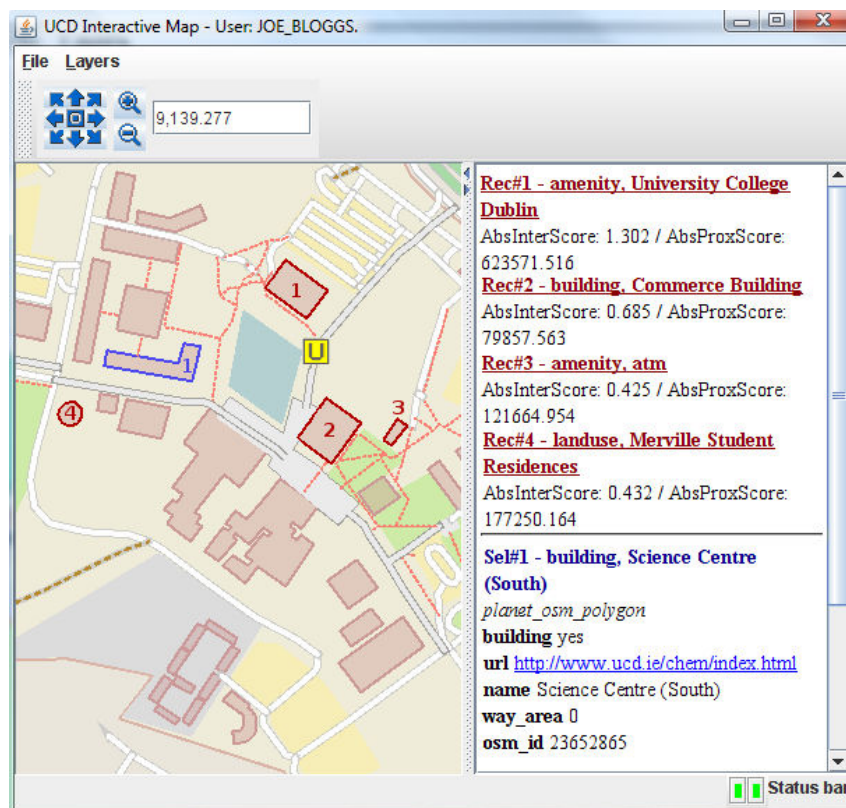 UCD Interactive Map - User: JOE_BLOGGS.
File Layers
9,139.277
1
U
1
4
2
3
Rec#1 - amenity, University College
Dublin
AbsInterScore: 1.302 / AbsProxScore:
623571.516
Rec#2 - building, Commerce Building
AbsInterScore: 0.685 / AbsProxScore:
79857.563
Rec#3 - amenity, atm
AbsInterScore: 0.425 / AbsProxScore:
121664.954
Rec#4 - landuse, Merville Student
Residences
AbsInterScore: 0.432 / AbsProxScore:
177250.164
Sel#1 - building, Science Centre
(South)
planet_osm_polygon
building yes
url http://www.ucd.ie/chem/index.html
name Science Centre (South)
way_area 0
osm_id 23652865
Status bar